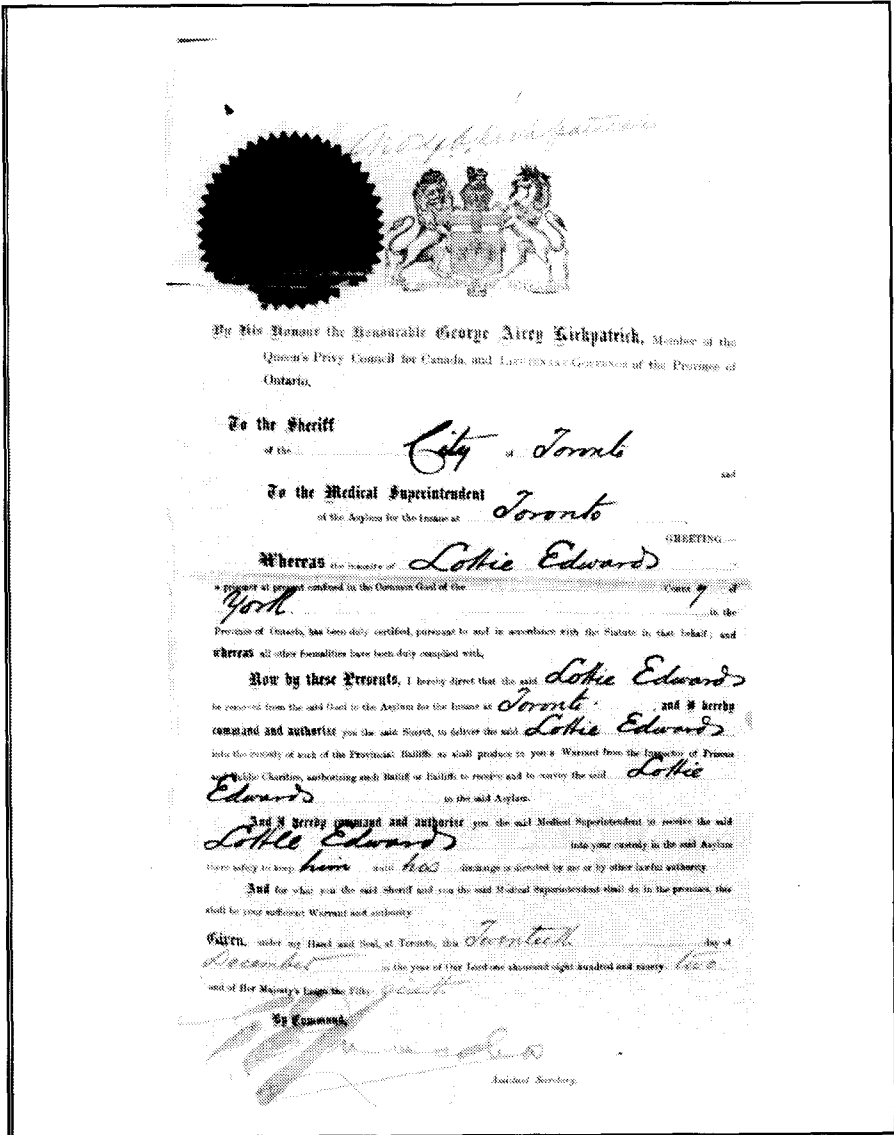 By His Honour the Honourable George Airey Kirkpatrick, Member of the
Queen's Privy Council for Canada, and Lieutenant-Governor of the Province of
Ontario,
To the Sheriff
of the City of Toronto
and
To the Medical Superintendent
of the Asylum for the Insane at Toronto
GREETING—
Whereas the insanity of Lottie Edwards
a prisoner at present confined in the Common Gaol of the County of
York in the
Province of Ontario, has been duly certified, pursuant to and in accordance with the Statute in that behalf; and
whereas all other formalities have been duly complied with,
Now by these Presents, I hereby direct that the said Lottie Edwards
be removed from the said Gaol to the Asylum for the Insane at Toronto and I hereby
command and authorize you the said Sheriff, to deliver the said Lottie Edwards
into the custody of such of the Provincial Bailiffs as shall produce to you a Warrant from the Inspector of Prisons
and Public Charities, authorizing such Bailiff or Bailiffs to receive and to convey the said Lottie
Edwards to the said Asylum.
And I hereby command and authorize you the said Medical Superintendent to receive the said
Lottie Edwards into your custody in the said Asylum
there safely to keep him until his discharge is directed by me or by other lawful authority.
And for what you the said Sheriff and you the said Medical Superintendent shall do in the premises, this
shall be your sufficient Warrant and authority.
Given, under my Hand and Seal, at Toronto, this Twentieth day of
December in the year of Our Lord one thousand eight hundred and ninety two
and of Her Majesty's Reign the Fifty
By Command,
Assistant Secretary.